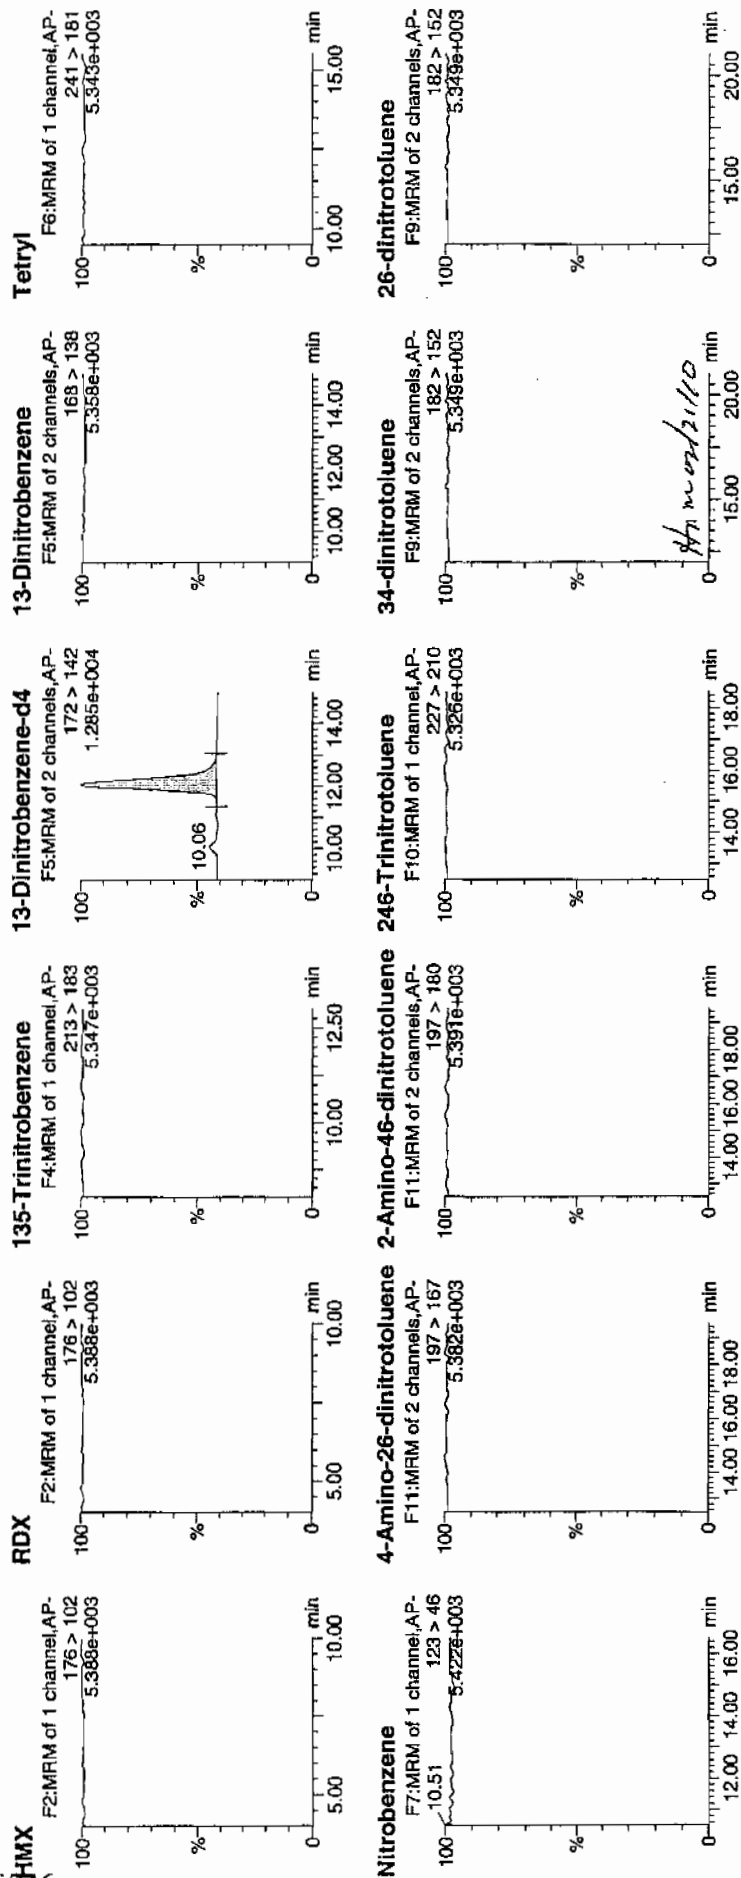 HMX
F2:MRM of 1 channel,AP-
176 > 102
5.388e+003
100
%
0
5.00 10.00 min
RDX
F2:MRM of 1 channel,AP-
176 > 102
5.388e+003
100
%
0
5.00 10.00 min
135-Trinitrobenzene
F4:MRM of 1 channel,AP-
213 > 183
5.347e+003
100
%
0
10.00 12.50 min
13-Dinitrobenzene-d4
F5:MRM of 2 channels,AP-
172 > 142
1.285e+004
100
10.06
%
0
10.00 12.00 14.00 min
13-Dinitrobenzene
F5:MRM of 2 channels,AP-
168 > 138
5.358e+003
100
%
0
10.00 12.00 14.00 min
Tetryl
F6:MRM of 1 channel,AP-
241 > 181
5.343e+003
100
%
0
10.00 15.00 min
Nitrobenzene
F7:MRM of 1 channel,AP-
10.51 123 > 46
5.422e+003
100
%
0
12.00 14.00 16.00 min
4-Amino-26-dinitrotoluene
F11:MRM of 2 channels,AP-
197 > 167
5.382e+003
100
%
0
14.00 16.00 18.00 min
2-Amino-46-dinitrotoluene
F11:MRM of 2 channels,AP-
197 > 180
5.391e+003
100
%
0
14.00 16.00 18.00 min
246-Trinitrotoluene
F10:MRM of 1 channel,AP-
227 > 210
5.326e+003
100
%
0
14.00 16.00 18.00 min
34-dinitrotoluene
F9:MRM of 2 channels,AP-
182 > 152
5.349e+003
100
%
0
15.00 20.00 min
26-dinitrotoluene
F9:MRM of 2 channels,AP-
182 > 152
5.349e+003
100
%
0
15.00 20.00 min